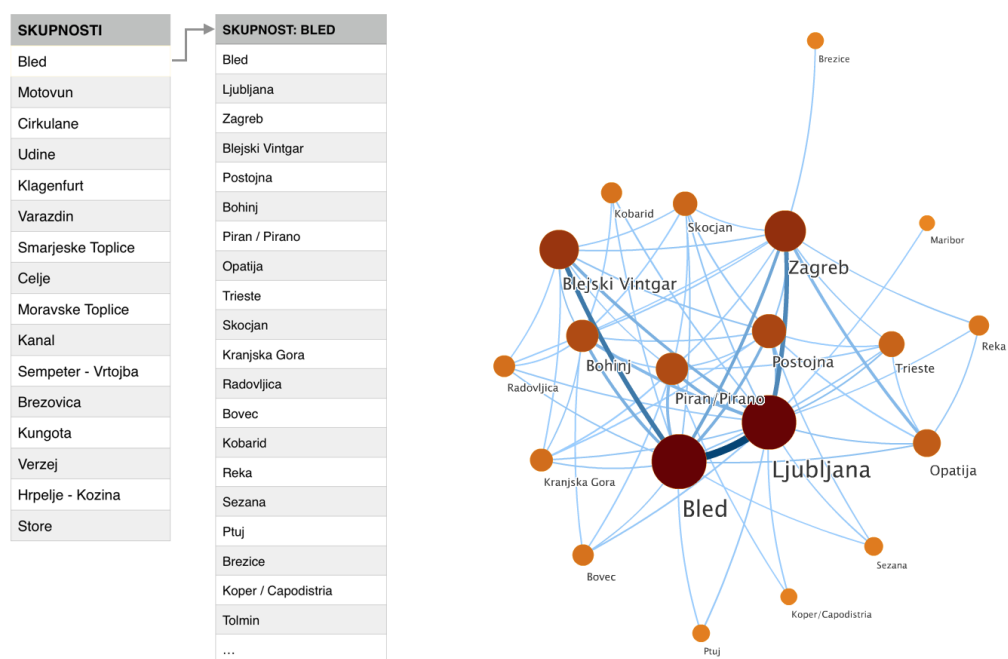 SKUPNOSTI
Bled
Motovun
Cirkulane
Udine
Klagenfurt
Varazdin
Smarjeske Toplice
Celje
Moravske Toplice
Kanal
Sempeter - Vrtojba
Brezovica
Kungota
Verzej
Hrpelje - Kozina
Store
SKUPNOST: BLED
Bled
Ljubljana
Zagreb
Blejski Vintgar
Postojna
Bohinj
Piran / Pirano
Opatija
Trieste
Skocjan
Kranjska Gora
Radovljica
Bovec
Kobarid
Reka
Sezana
Ptuj
Brezice
Koper / Capodistria
Tolmin
...
Brezice
Kobarid
Skocjan
Maribor
Zagreb
Blejski Vintgar
Reka
Postojna
Bohinj
Trieste
Radovljica
Piran/Pirano
Ljubljana
Opatija
Kranjska Gora
Bled
Sezana
Bovec
Koper/Capodistria
Ptuj